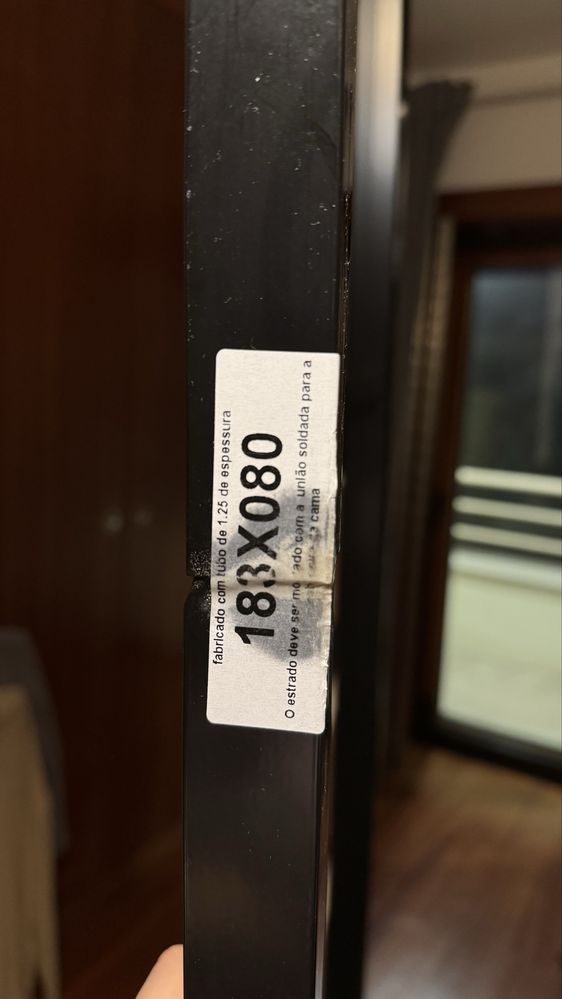 fabricado com tubo de 1.25 de espessura
183X080
O estrado deve ser com a união soldada para a
cama